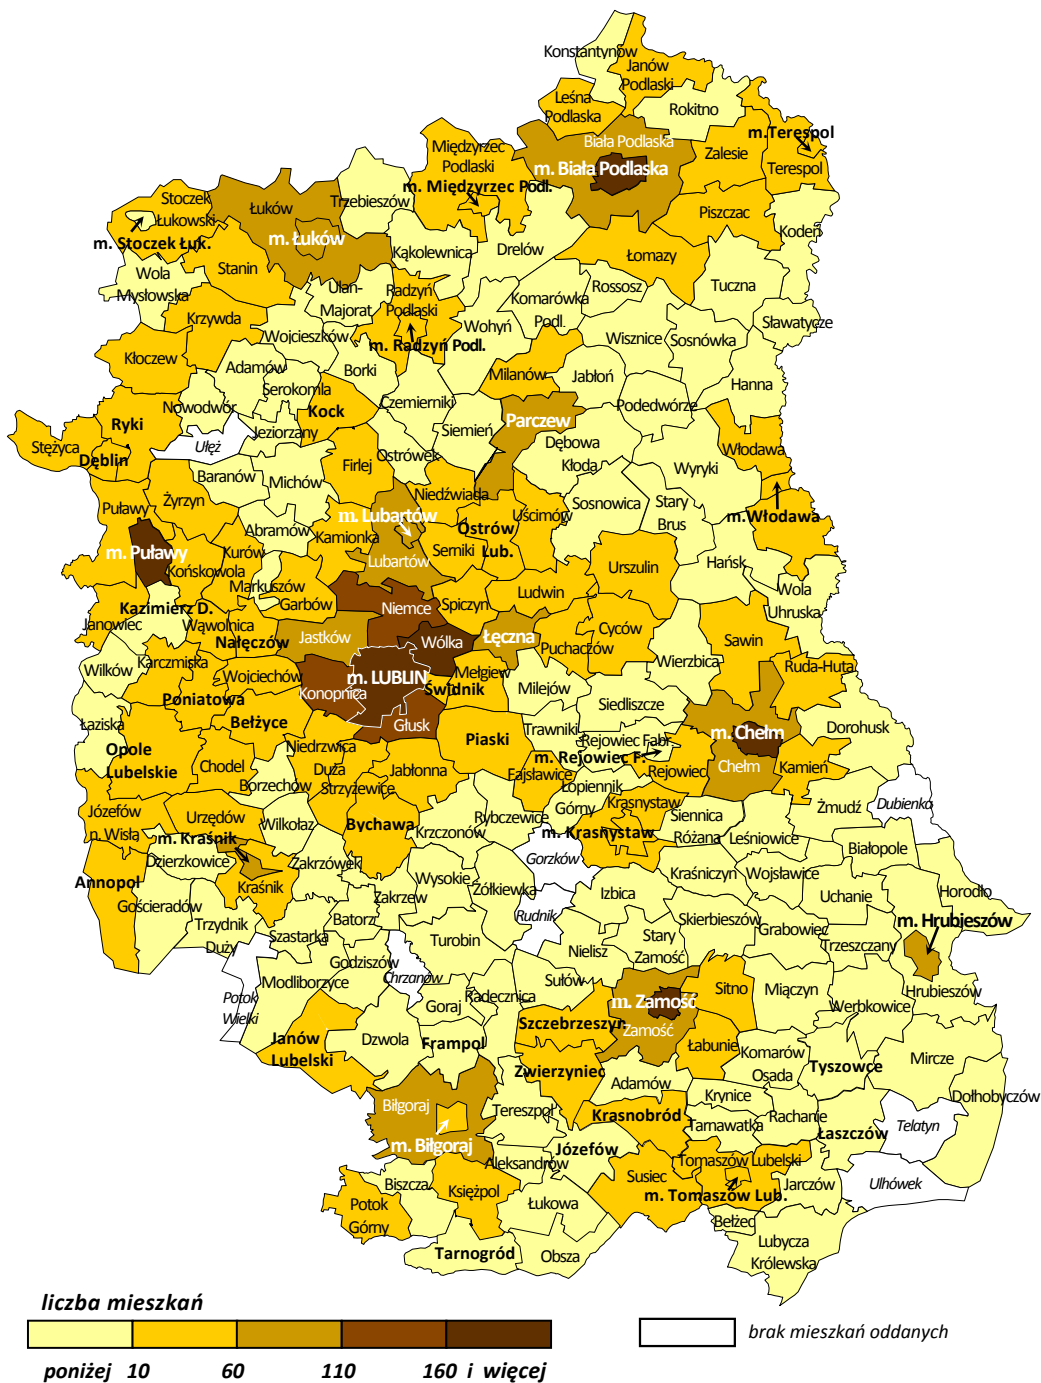 Konstantynów
Janów
Podlaski
Leśna
Podlaska
Rokitno
m.Terespol
Biała Podlaska
Międzyrzec
Podlaski
Zalesie
m. Biała Podlaska
Terespol
m. Międzyrzec Podl.
Stoczek
Łukowski
Łuków
Trzebieszów
Piszczac
m. Stoczek Łuk.
m. Łuków
Kąkolewnica
Drelów
Kodeń
Łomazy
Stanin
Wola
Mysłowska
Ulan-
Majorat
Radzyń
Podlaski
Komarówka
Podl.
Rossosz
Tuczna
Krzywda
Wojcieszków
Wohyń
Sławatycze
m. Radzyń Podl.
Wisznice
Sosnówka
Kłoczew
Adamów
Borki
Milanów
Jabłoń
Hanna
Serokomla
Nowodwór
Kock
Czemierniki
Podedwórze
Ryki
Jeziorzany
Siemień
Parczew
Stężyca
Dęblin
Ułęż
Ostrówek
Dębowa
Kłoda
Włodawa
Firlej
Baranów
Michów
Wyryki
Niedźwiada
Puławy
Żyrzyn
Sosnowica
Stary
Brus
m. Lubartów
Uścimów
m.Włodawa
Abramów
Kamionka
Ostrów
Lub.
m. Puławy
Kurów
Serniki
Lubartów
Hańsk
Końskowola
Urszulin
Markuszów
Garbów
Ludwin
Wola
Uhruska
Kazimierz D.
Niemce
Spiczyn
Janowiec
Wąwolnica
Nałęczów
Jastków
Wólka
Łęczna
Cyców
Sawin
Puchaczów
Wilków
Karczmiska
Wierzbica
Ruda-Huta
Wojciechów
m. LUBLIN
Mełgiew
Konopnica
Świdnik
Milejów
Poniatowa
Siedliszcze
Łaziska
Bełżyce
Głusk
Trawniki
Dorohusk
m. Chełm
Piaski
Rejowiec Fabr.
Opole
Lubelskie
Niedrzwica
Duża
m. Rejowiec F.
Chodel
Jabłonna
Fajsławice
Rejowiec
Chełm
Kamień
Borzechów
Strzyżewice
Łopiennik
Górny
Józefów
n. Wisłą
Urzędów
Wilkołaz
Bychawa
Krzczonów
Rybczewice
Krasnystaw
Siennica
Różana
Żmudź
Dubienka
m. Kraśnik
m. Krasnystaw
Leśniowice
Dzierzkowice
Zakrzówek
Gorzków
Białopole
Annopol
Kraśnik
Wysokie
Żółkiewka
Kraśniczyn
Wojsławice
Gościeradów
Zakrzew
Izbica
Uchanie
Horodło
Trzydnik
Duży
Batorz
Rudnik
Skierbieszów
Grabowiec
m. Hrubieszów
Szastarka
Turobin
Nielisz
Stary
Zamość
Trzeszczany
Godziszów
Modliborzyce
Chrzanów
Sułów
Sitno
Miączyn
Hrubieszów
Potok
Wielki
Radecznica
m. Zamość
Werbkowice
Goraj
Janów
Lubelski
Dzwola
Frampol
Szczebrzeszyn
Zamość
Łabunie
Komarów
Osada
Tyszowce
Mircze
Zwierzyniec
Adamów
Krynice
Dołhobyczów
Biłgoraj
Tereszpol
Krasnobród
Rachanie
Tarnawatka
Łaszczów
Telatyn
m. Biłgoraj
Józefów
Aleksandrów
Tomaszów Lubelski
Biszcza
Księżpol
Susiec
m. Tomaszów Lub.
Jarczów
Ulhówek
Potok
Górny
Łukowa
Bełżec
Lubycza
Królewska
Tarnogród
Obsza
liczba mieszkań
brak mieszkań oddanych
poniżej 10 60 110 160 i więcej